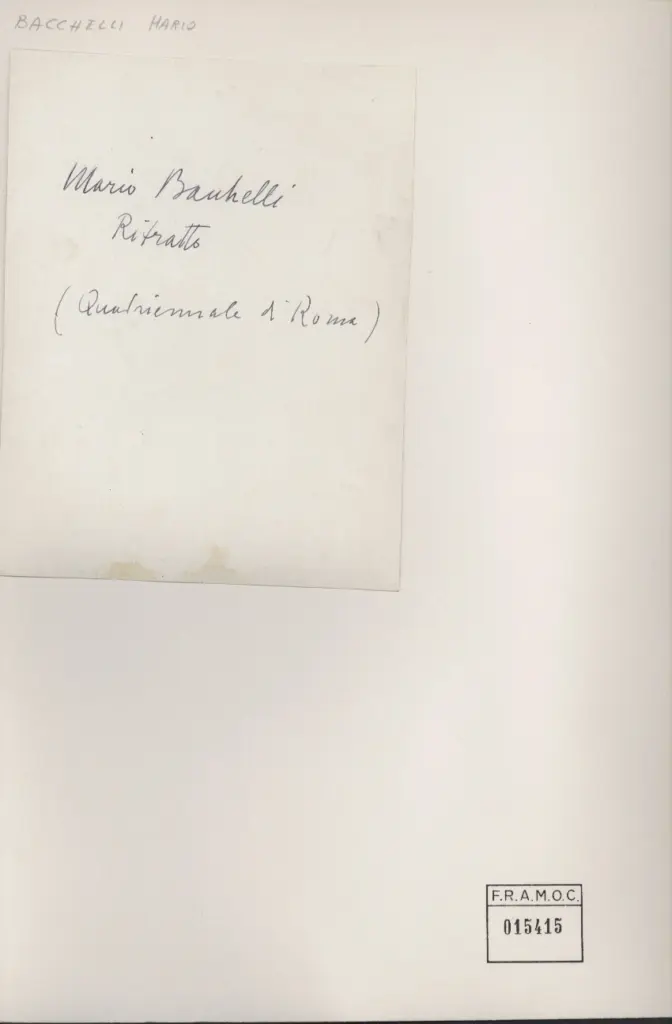 BACCHELLI MARIO
Mario Bacchelli
Ritratto
(Quadriennale di Roma)
F.R.A.M.O.C.
015415